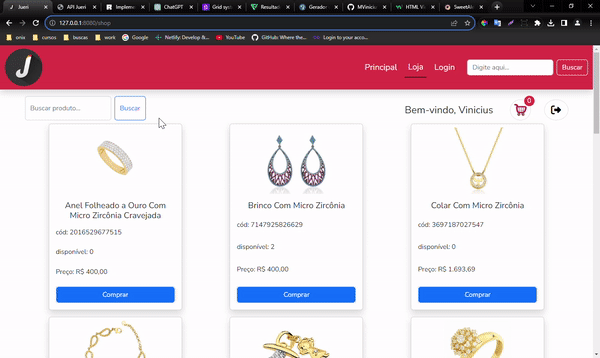 Jueri
API Jueri
Implemen
ChatGPT
Grid sys
Resultad
Gerador
MVinicius
HTML V
SweetAl
127.0.0.1:8080/shop
onix
cursos
buscas
work
Google
Netlify: Develop &...
YouTube
GitHub: Where the...
Login to your acco...
J
Principal
Loja
Login
Digite aqui...
Buscar
Buscar produto...
Buscar
Bem-vindo, Vinicius
0
Anel Folheado a Ouro Com
Micro Zircônia Cravejada
cód: 2016529677515
disponível: 0
Preço: R$ 400,00
Comprar
Brinco Com Micro Zircônia
cód: 7147925826629
disponível: 2
Preço: R$ 400,00
Comprar
Colar Com Micro Zircônia
cód: 3697187027547
disponível: 0
Preço: R$ 1.693,69
Comprar